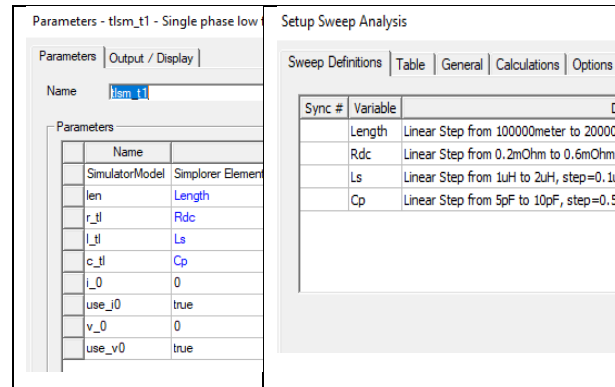 Parameters - tlsm_t1 - Single phase low
Parameters Output / Display
Name tlsm_t1
Parameters
Name
SimulatorModel Simplorer Element
len Length
r_tl Rdc
l_tl Ls
c_tl Cp
i_0 0
use_i0 true
v_0 0
use_v0 true
Setup Sweep Analysis
Sweep Definitions Table General Calculations Options
Sync # Variable
Length Linear Step from 100000meter to 20000
Rdc Linear Step from 0.2mOhm to 0.6mOhm
Ls Linear Step from 1uH to 2uH, step=0.1u
Cp Linear Step from 5pF to 10pF, step=0.5